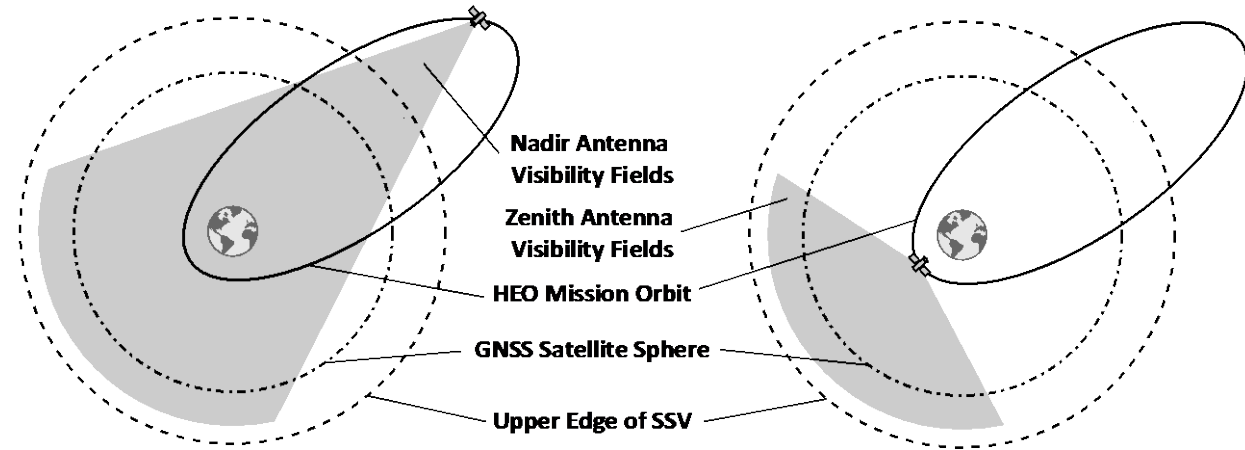 Nadir Antenna
Visibility Fields
Zenith Antenna
Visibility Fields
HEO Mission Orbit
GNSS Satellite Sphere
Upper Edge of SSV